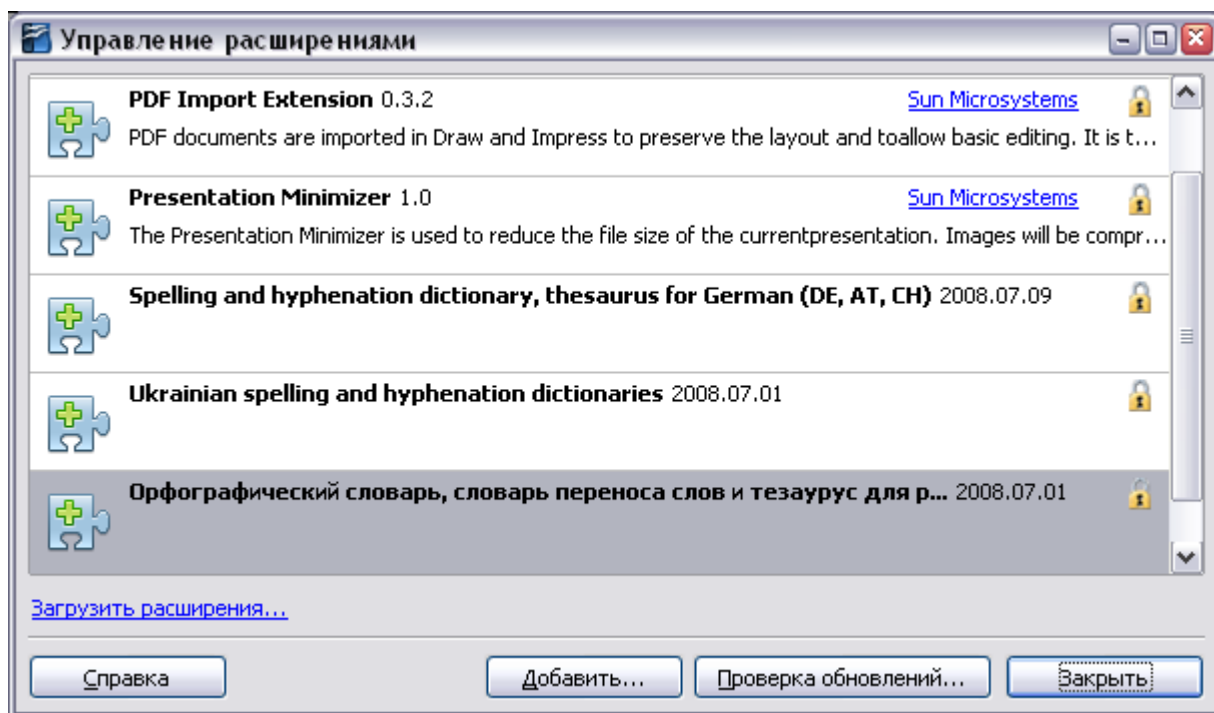 Управление расширениями
PDF Import Extension 0.3.2 Sun Microsystems
PDF documents are imported in Draw and Impress to preserve the layout and toallow basic editing. It is t...
Presentation Minimizer 1.0 Sun Microsystems
The Presentation Minimizer is used to reduce the file size of the currentpresentation. Images will be compr...
Spelling and hyphenation dictionary, thesaurus for German (DE, AT, CH) 2008.07.09
Ukrainian spelling and hyphenation dictionaries 2008.07.01
Орфографический словарь, словарь переноса слов и тезаурус для р... 2008.07.01
Загрузить расширения...
Справка Добавить... Проверка обновлений... Закрыть